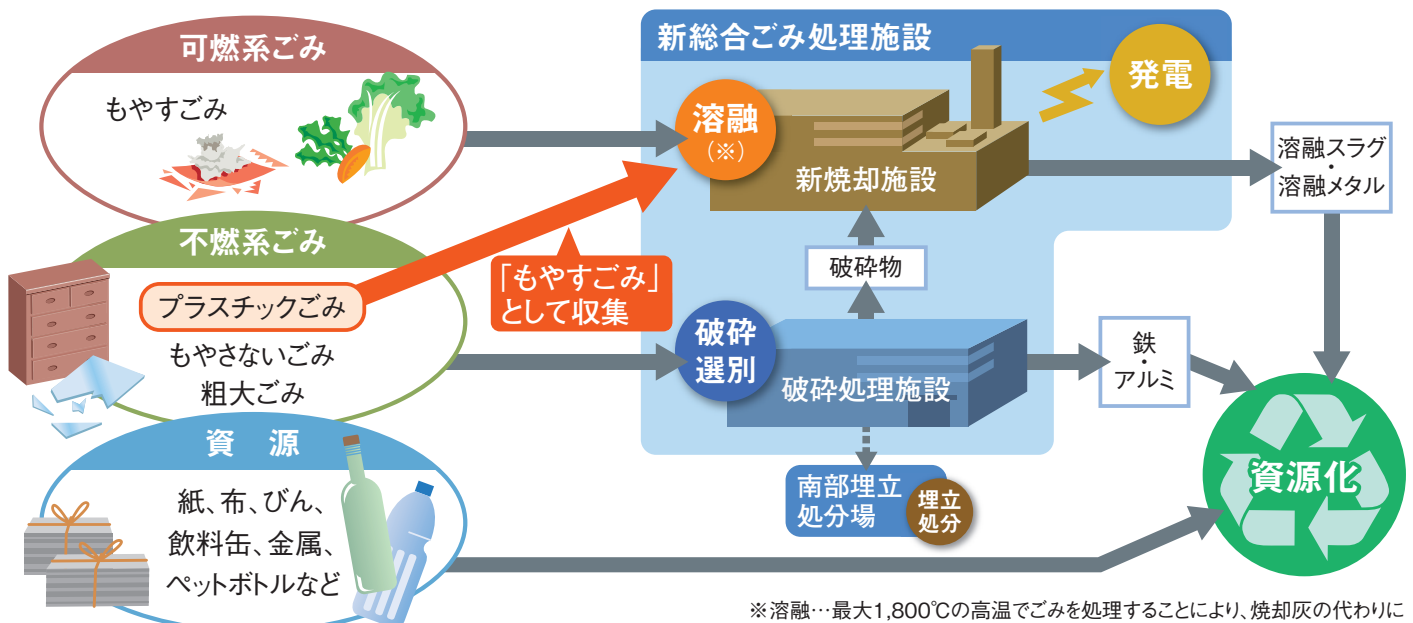 可燃系ごみ
もやすごみ
不燃系ごみ
プラスチックごみ
もやさないごみ
粗大ごみ
資　源
紙、布、びん、
飲料缶、金属、
ペットボトルなど
「もやすごみ」
として収集
新総合ごみ処理施設
溶融
（※）
新焼却施設
発電
破砕物
破砕
選別
破砕処理施設
南部埋立
処分場
埋立
処分
溶融スラグ
・
溶融メタル
鉄
・
アルミ
資源化
※溶融…最大1,800℃の高温でごみを処理することにより、焼却灰の代わりに